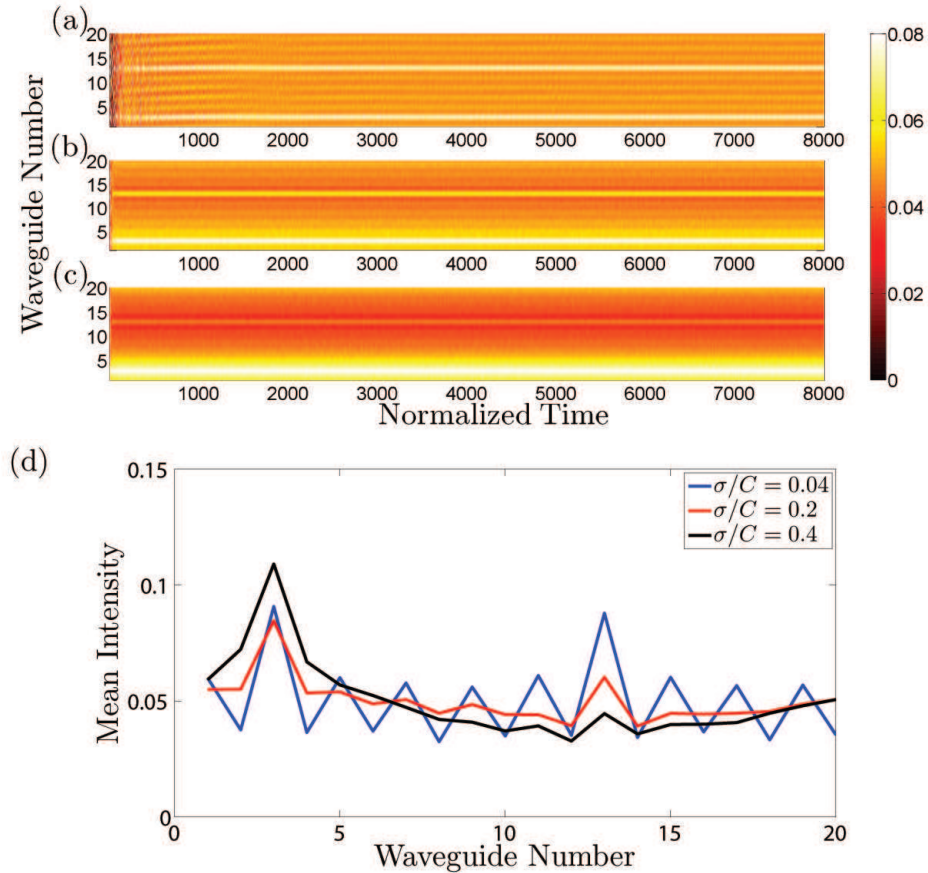 (a)
20
15
10
5
1000 2000 3000 4000 5000 6000 7000 8000
(b)
20
15
10
5
1000 2000 3000 4000 5000 6000 7000 8000
(c)
20
15
10
5
1000 2000 3000 4000 5000 6000 7000 8000
Waveguide Number
Normalized Time
0.08
0.06
0.04
0.02
0
(d)
0.15
0.1
0.05
0
Mean Intensity
σ/C = 0.04
σ/C = 0.2
σ/C = 0.4
0 5 10 15 20
Waveguide Number